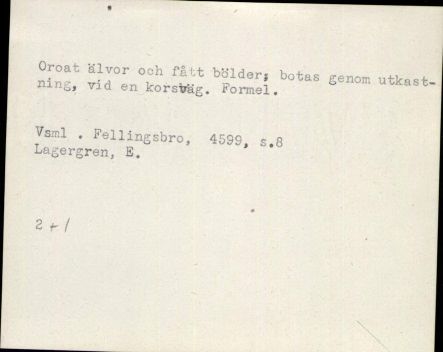 Oroat älvor och fått bölder; botas genom utkast-
ning, vid en korsväg. Formel.
Vsml . Fellingsbro, 4599, s.8
Lagergren, E.
2 + 1